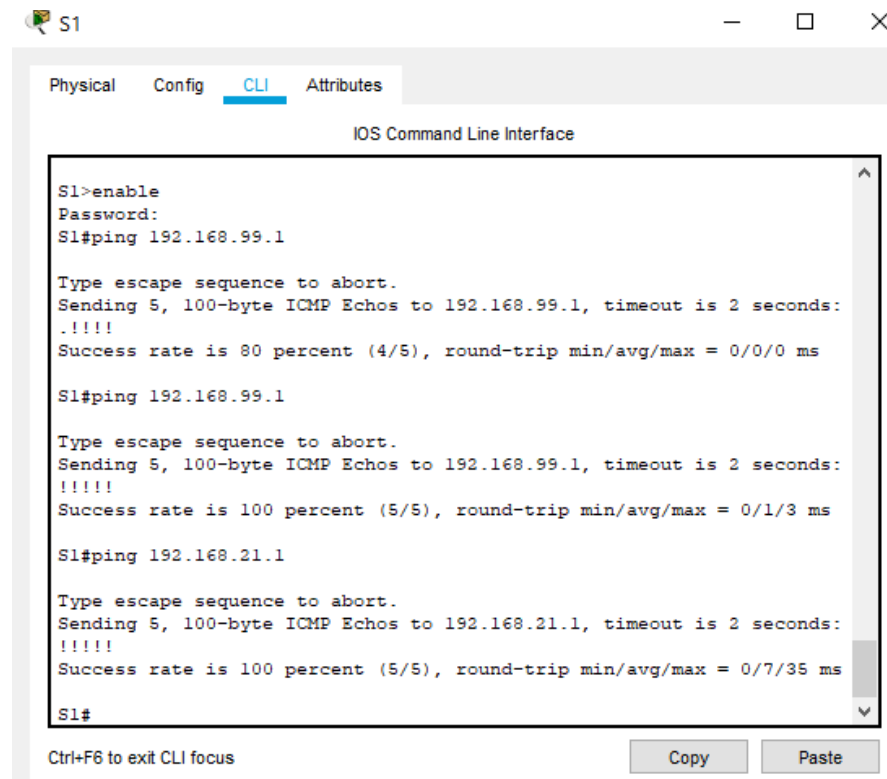 S1
Physical Config CLI Attributes
IOS Command Line Interface
S1>enable
Password:
S1#ping 192.168.99.1
Type escape sequence to abort.
Sending 5, 100-byte ICMP Echos to 192.168.99.1, timeout is 2 seconds:
.!!!!
Success rate is 80 percent (4/5), round-trip min/avg/max = 0/0/0 ms
S1#ping 192.168.99.1
Type escape sequence to abort.
Sending 5, 100-byte ICMP Echos to 192.168.99.1, timeout is 2 seconds:
!!!!!
Success rate is 100 percent (5/5), round-trip min/avg/max = 0/1/3 ms
S1#ping 192.168.21.1
Type escape sequence to abort.
Sending 5, 100-byte ICMP Echos to 192.168.21.1, timeout is 2 seconds:
!!!!!
Success rate is 100 percent (5/5), round-trip min/avg/max = 0/7/35 ms
S1#
Ctrl+F6 to exit CLI focus Copy Paste